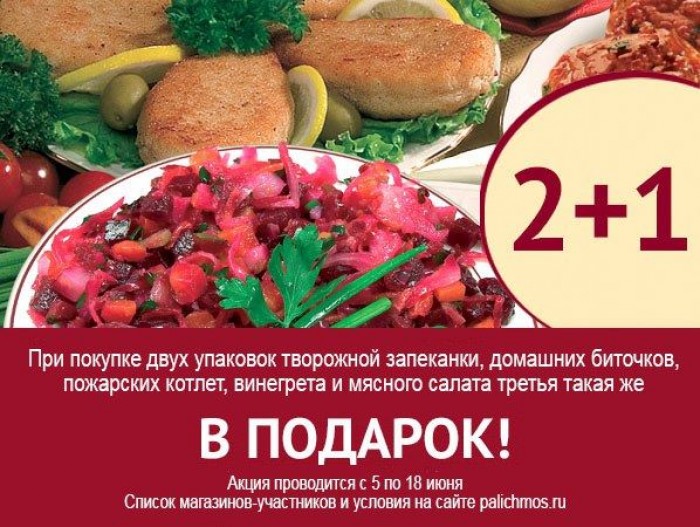 2+1
При покупке двух упаковок творожной запеканки, домашних биточков,
пожарских котлет, винегрета и мясного салата третья такая же
В ПОДАРОК!
Акция проводится с 5 по 18 июня
Список магазинов-участников и условия на сайте palichmos.ru